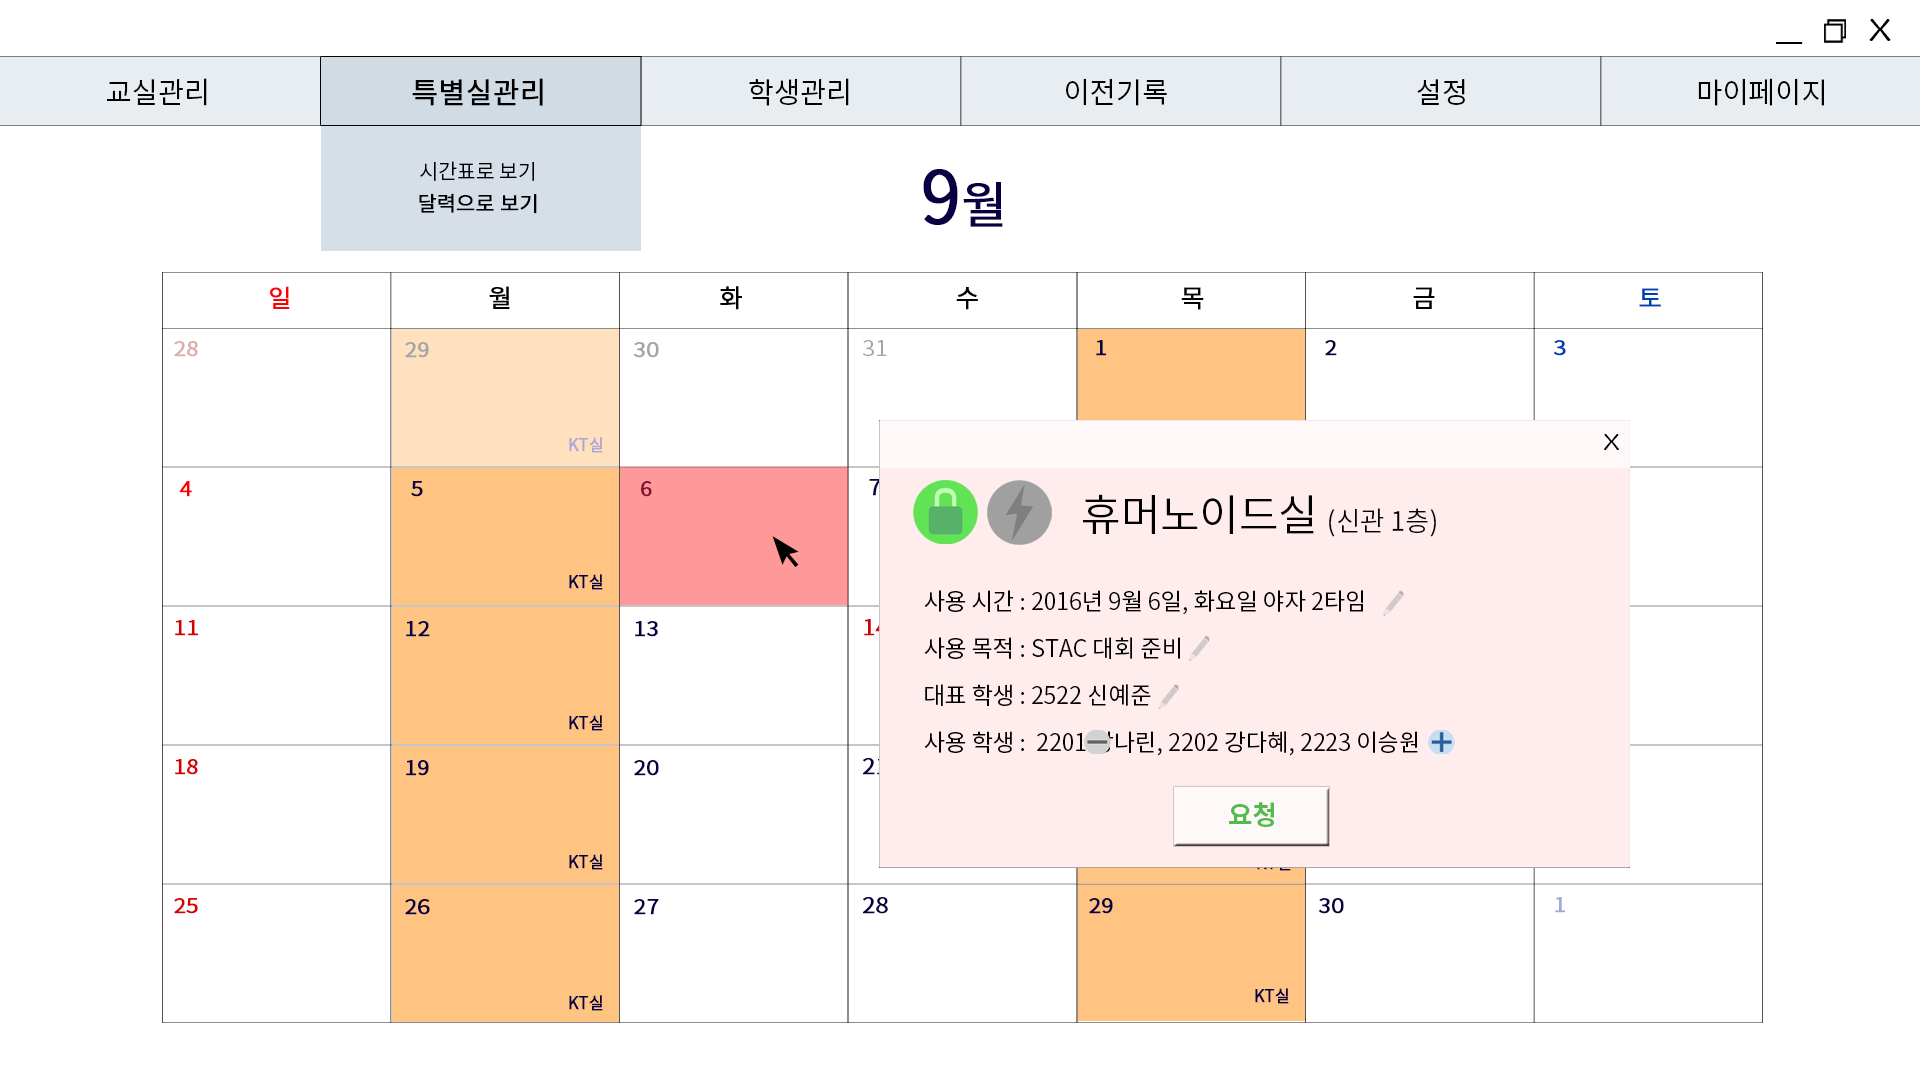 X
교실관리 특별실관리 학생관리 이전기록 설정 마이페이지
시간표로 보기
달력으로 보기
9월
일 월 화 수 목 금 토
28 29 30 31 1 2 3
KT실
X
4 5 6 7
휴머노이드실 (신관 1층)
KT실
사용 시간 : 2016년 9월 6일, 화요일 야자 2타임
11 12 13
사용 목적 : STAC 대회 준비
대표 학생 : 2522 신예준
KT실
사용 학생 : 2201 나린, 2202 강다혜, 2223 이승원
18 19 20
요청
KT실
25 26 27 28 29 30 1
KT실 KT실